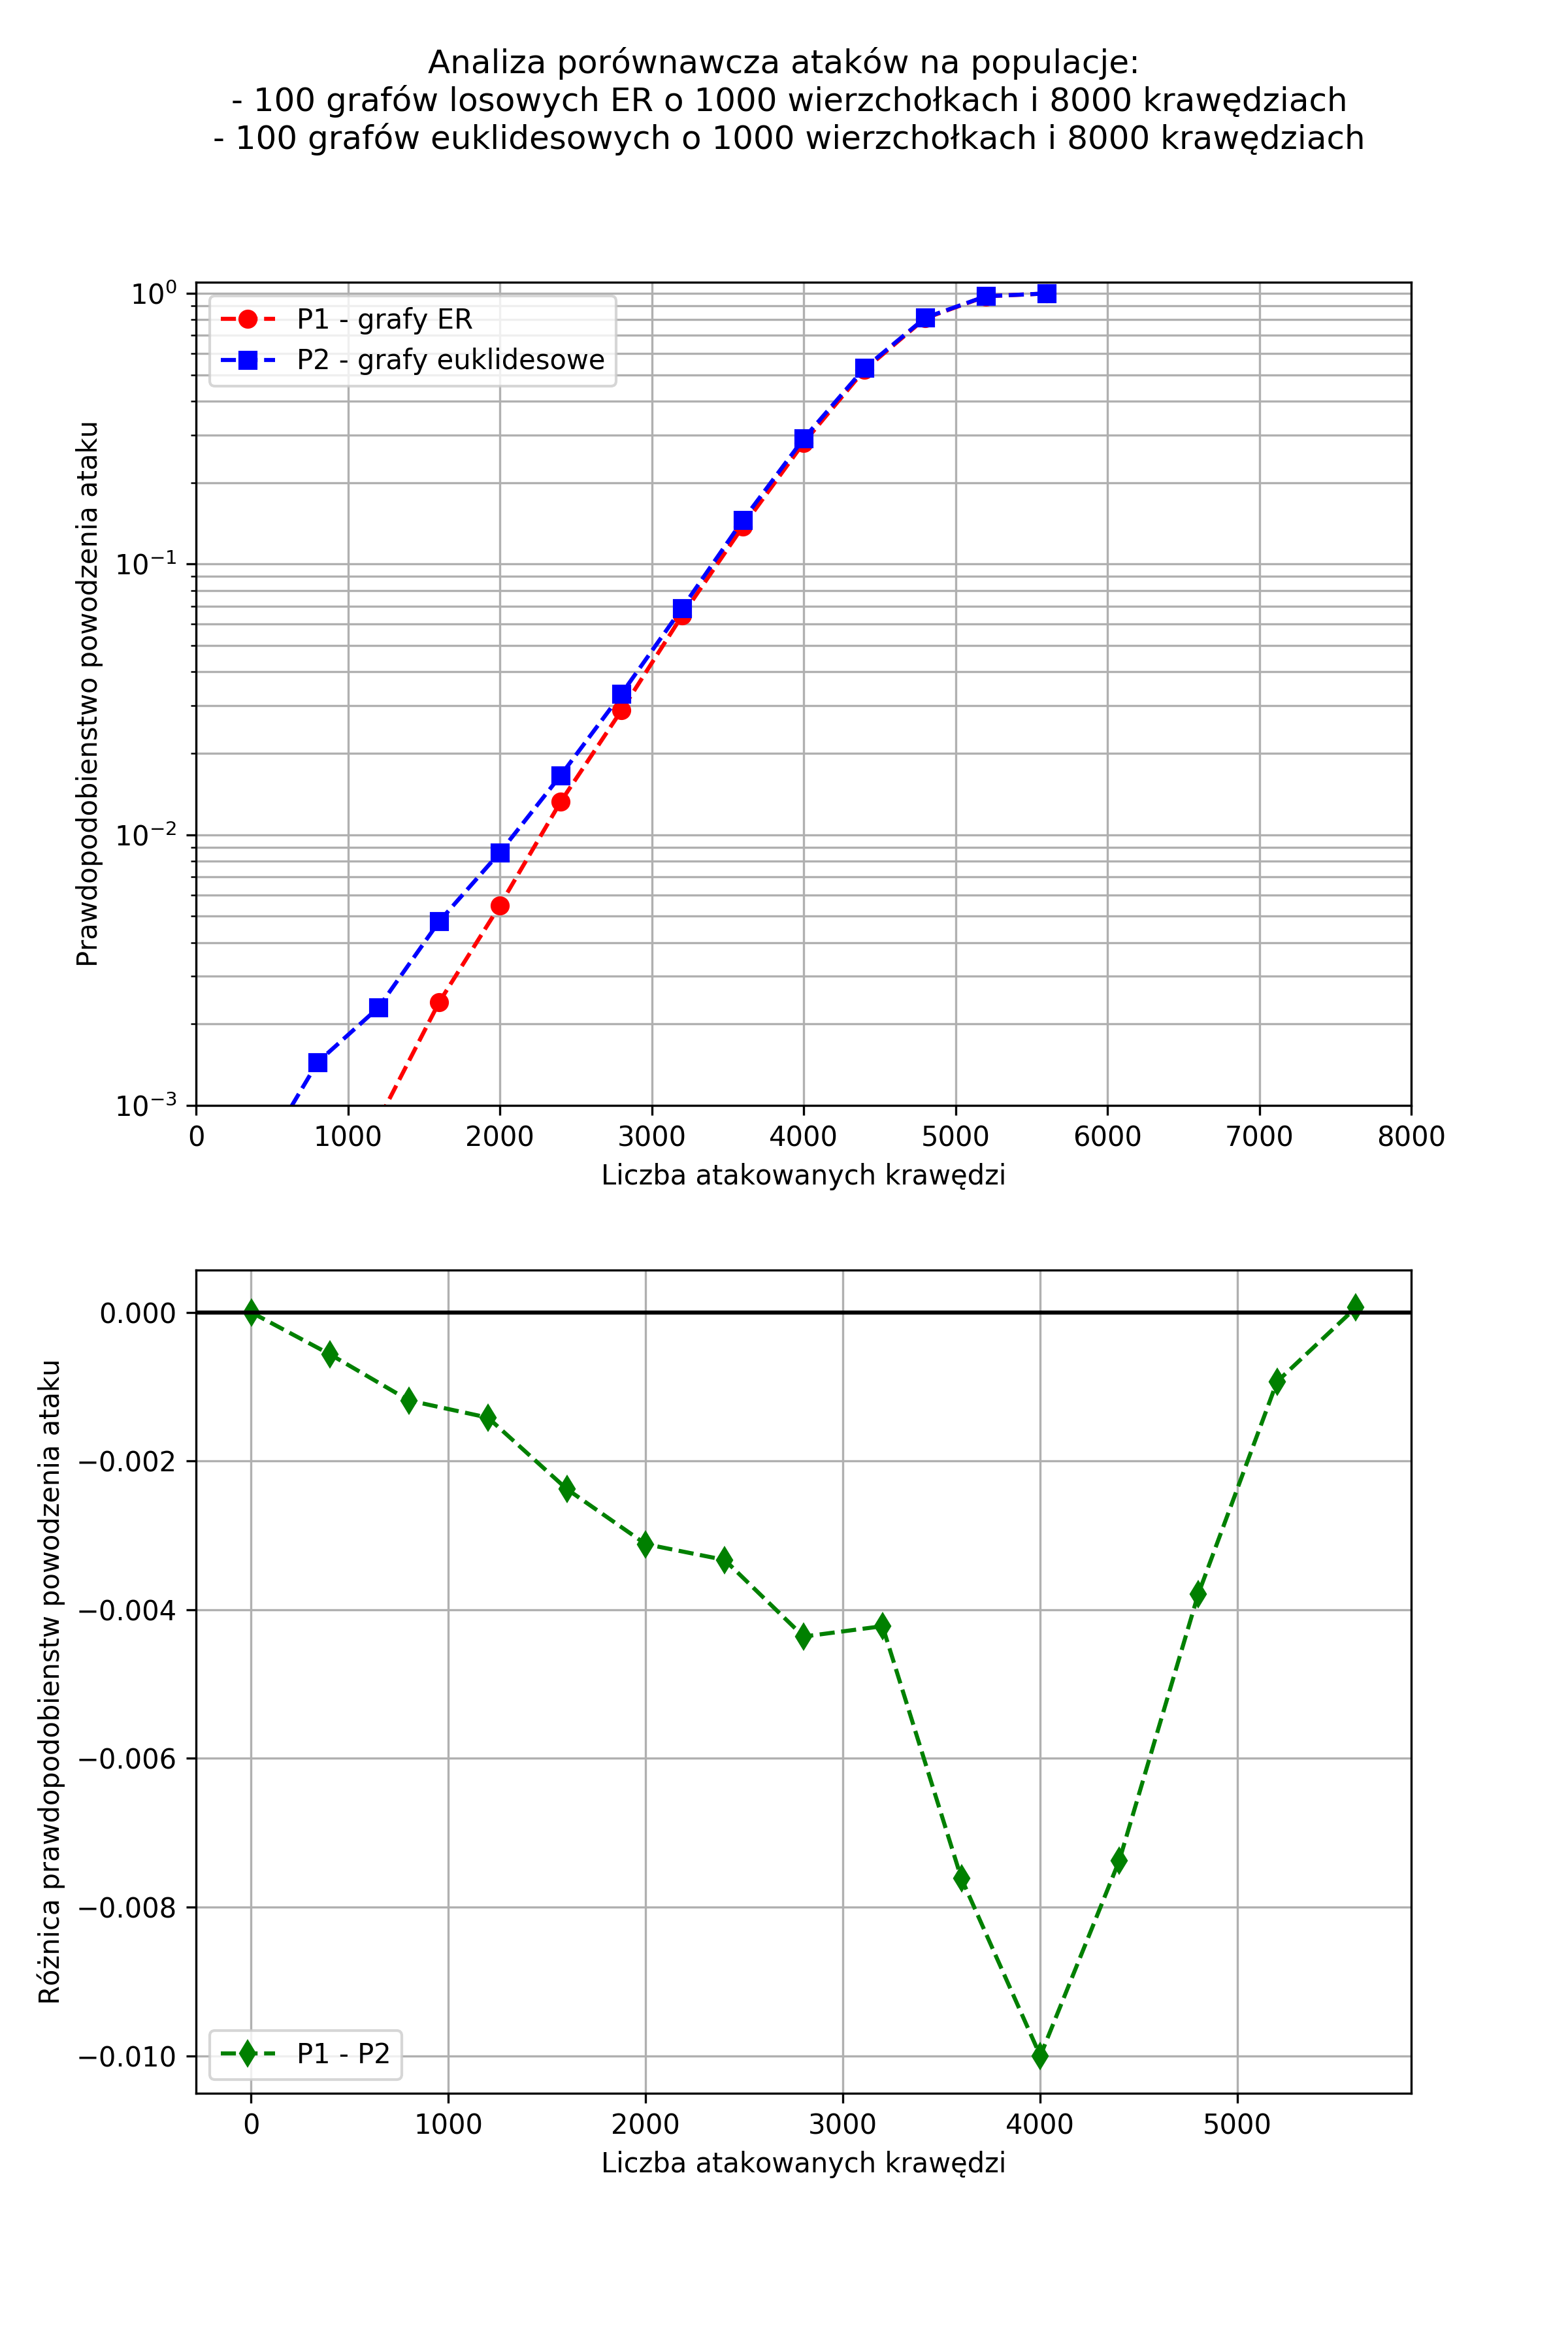 Analiza porównawcza ataków na populacje:
- 100 grafów losowych ER o 1000 wierzchołkach i 8000 krawędziach
- 100 grafów euklidesowych o 1000 wierzchołkach i 8000 krawędziach
P1 - grafy ER
P2 - grafy euklidesowe
Prawdopodobienstwo powodzenia ataku
10⁰
10⁻¹
10⁻²
10⁻³
0 1000 2000 3000 4000 5000 6000 7000 8000
Liczba atakowanych krawędzi
Różnica prawdopodobienstw powodzenia ataku
0.000
−0.002
−0.004
−0.006
−0.008
−0.010
P1 - P2
0 1000 2000 3000 4000 5000
Liczba atakowanych krawędzi